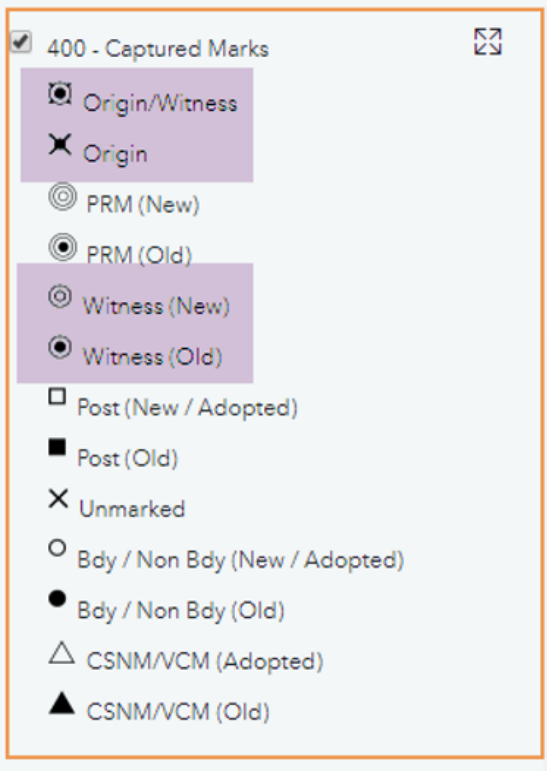 400 - Captured Marks
Origin/Witness
Origin
PRM (New)
PRM (Old)
Witness (New)
Witness (Old)
Post (New / Adopted)
Post (Old)
Unmarked
Bdy / Non Bdy (New / Adopted)
Bdy / Non Bdy (Old)
CSNM/VCM (Adopted)
CSNM/VCM (Old)